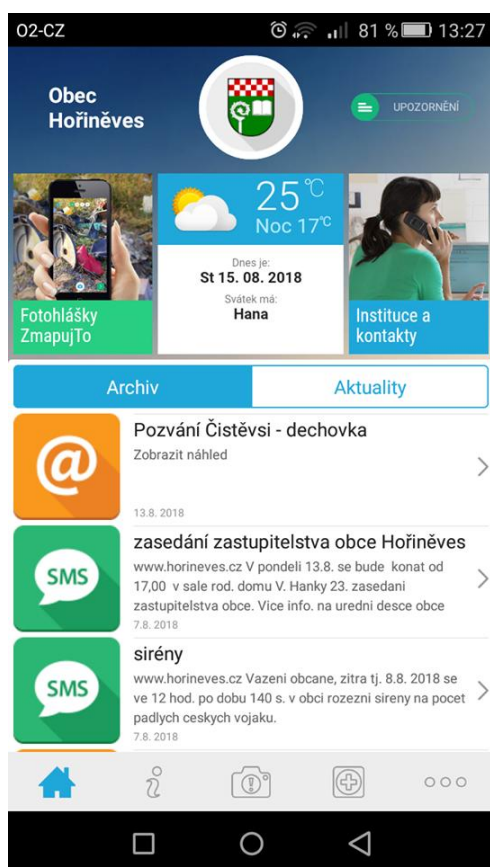 O2-CZ 81 % 13:27
Obec
Hořiněves
UPOZORNĚNÍ
25°C
Noc 17°C
Dnes je:
St 15. 08. 2018
Svátek má:
Hana
Fotohlášky
ZmapujTo
Instituce a
kontakty
Archiv
Aktuality
@
Pozvání Čistěvsi - dechovka
Zobrazit náhled
13.8. 2018
SMS
zasedání zastupitelstva obce Hořiněves
www.horineves.cz V pondeli 13.8. se bude konat od
17,00 v sale rod. domu V. Hanky 23. zasedani
zastupitelstva obce. Vice info. na uredni desce obce
7.8. 2018
SMS
sirény
www.horineves.cz Vazeni obcane, zitra tj. 8.8. 2018 se
ve 12 hod. po dobu 140 s. v obci rozezni sireny na pocet
padlych ceskych vojaku.
7.8. 2018